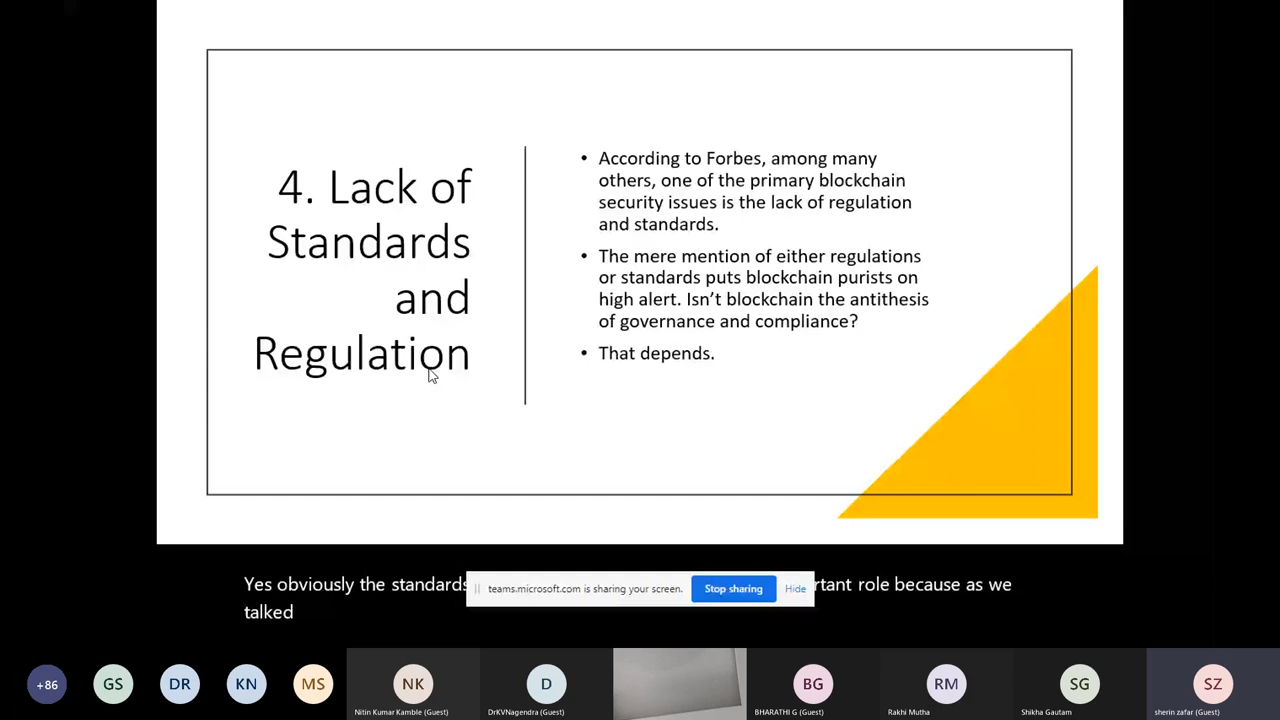 4. Lack of
Standards
and
Regulation
• According to Forbes, among many
others, one of the primary blockchain
security issues is the lack of regulation
and standards.
• The mere mention of either regulations
or standards puts blockchain purists on
high alert. Isn’t blockchain the antithesis
of governance and compliance?
• That depends.
Yes obviously the standards rtant role because as we
talked
teams.microsoft.com is sharing your screen. Stop sharing Hide
+86 GS DR KN MS NK D BG RM SG SZ
Nitin Kumar Kamble (Guest) DrKVNagendra (Guest) BHARATHI G (Guest) Rakhi Mutha Shikha Gautam sherin zafar (Guest)